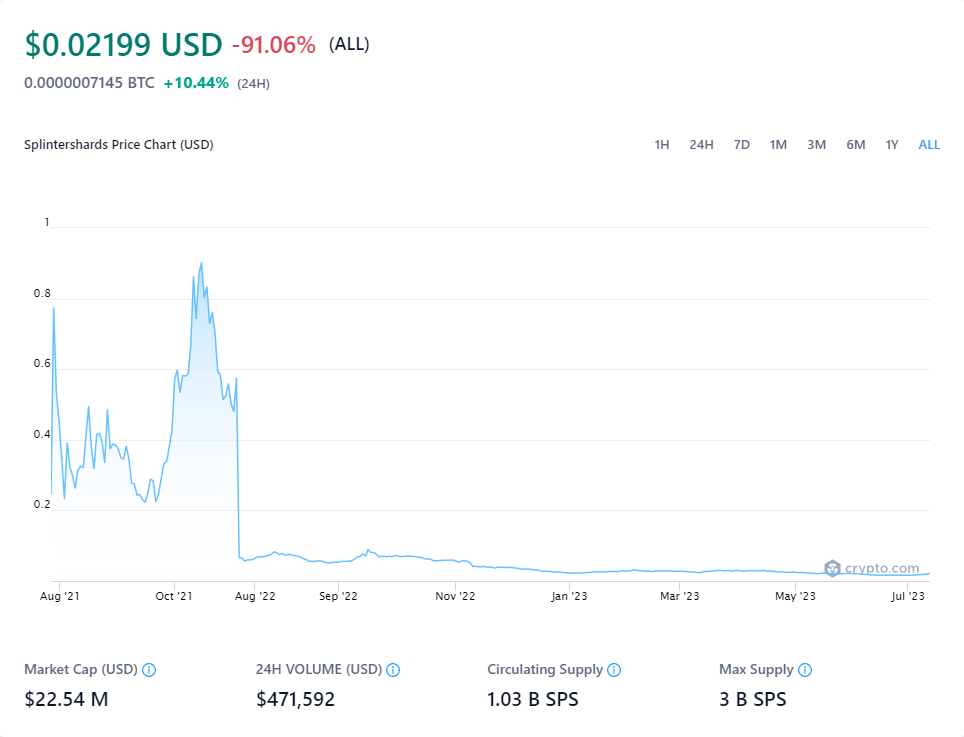 $0.02199 USD -91.06% (ALL)
0.0000007145 BTC +10.44% (24H)
Splintershards Price Chart (USD) 1H 24H 7D 1M 3M 6M 1Y ALL
1
0.8
0.6
0.4
0.2
crypto.com
Aug '21 Oct '21 Aug '22 Sep '22 Nov '22 Jan '23 Mar '23 May '23 Jul '23
Market Cap (USD) 24H VOLUME (USD) Circulating Supply Max Supply
$22.54 M $471,592 1.03 B SPS 3 B SPS